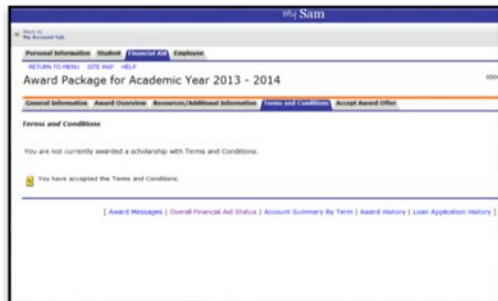 My Sam
Back to
My Account Tab
Personal Information Student Financial Aid Employee
RETURN TO MENU SITE MAP HELP
Award Package for Academic Year 2013 - 2014
General Information Award Overview Resources/Additional Information Terms and Conditions Accept Award Offer
Terms and Conditions
You are not currently awarded a scholarship with Terms and Conditions.
You have accepted the Terms and Conditions.
[ Award Messages | Overall Financial Aid Status | Account Summary By Term | Award History | Loan Application History ]